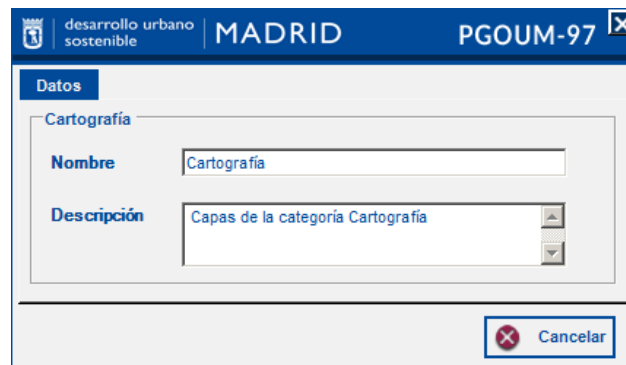 desarrollo urbano
sostenible
MADRID
PGOUM-97
Datos
Cartografía
Nombre
Cartografía
Descripción
Capas de la categoría Cartografía
Cancelar